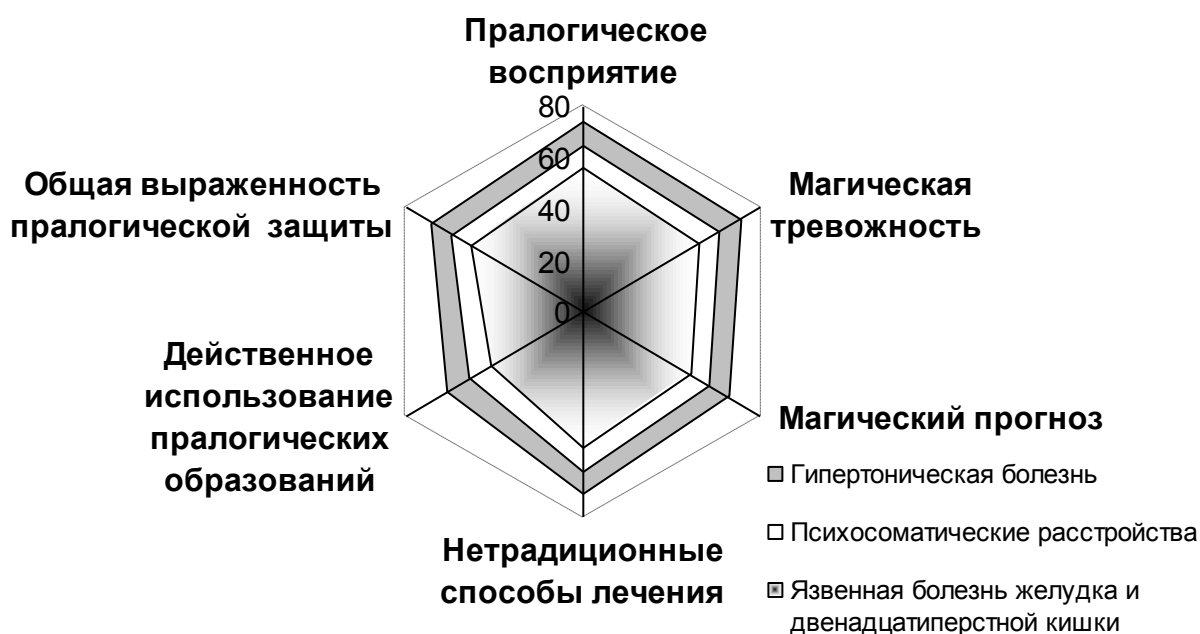 Пралогическое
восприятие
80
60
40
20
0
Общая выраженность
пралогической защиты
Магическая
тревожность
Действенное
использование
пралогических
образований
Магический прогноз
Нетрадиционные
способы лечения
Гипертоническая болезнь
Психосоматические расстройства
Язвенная болезнь желудка и
двенадцатиперстной кишки